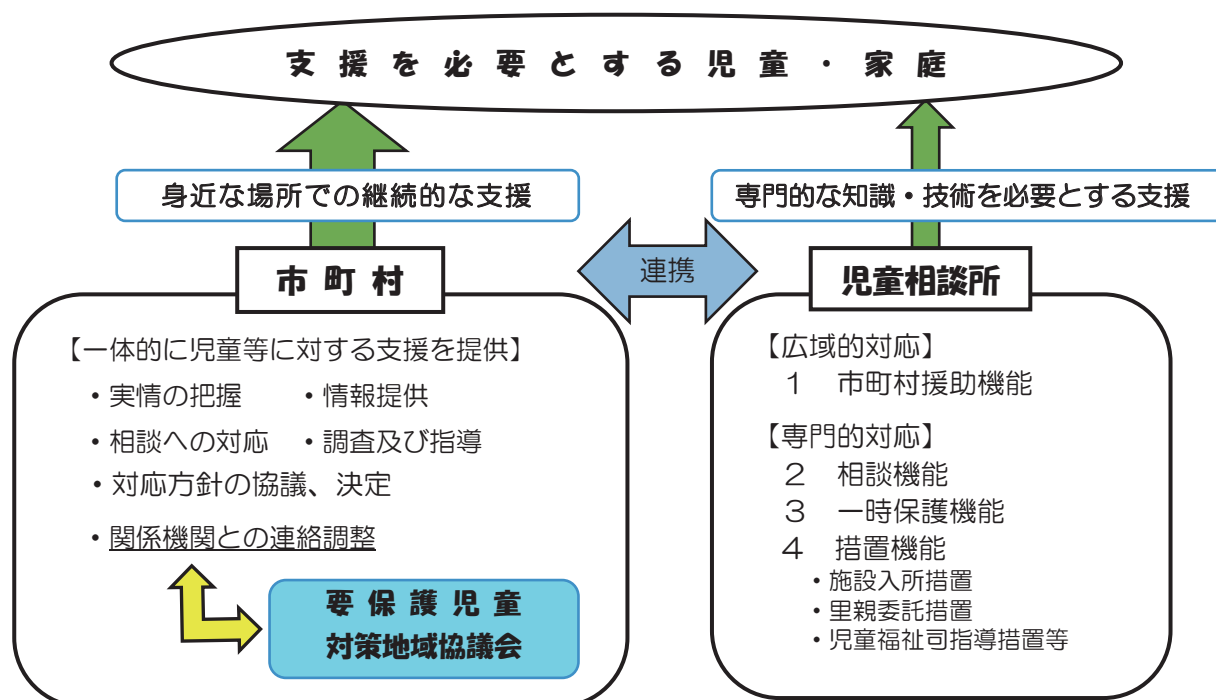 支援を必要とする児童・家庭
身近な場所での継続的な支援
専門的な知識・技術を必要とする支援
市町村
連携
児童相談所
【一体的に児童等に対する支援を提供】
・実情の把握 ・情報提供
・相談への対応 ・調査及び指導
・対応方針の協議、決定
・関係機関との連絡調整
要保護児童
対策地域協議会
【広域的対応】
１ 市町村援助機能
【専門的対応】
２ 相談機能
３ 一時保護機能
４ 措置機能
・施設入所措置
・里親委託措置
・児童福祉司指導措置等